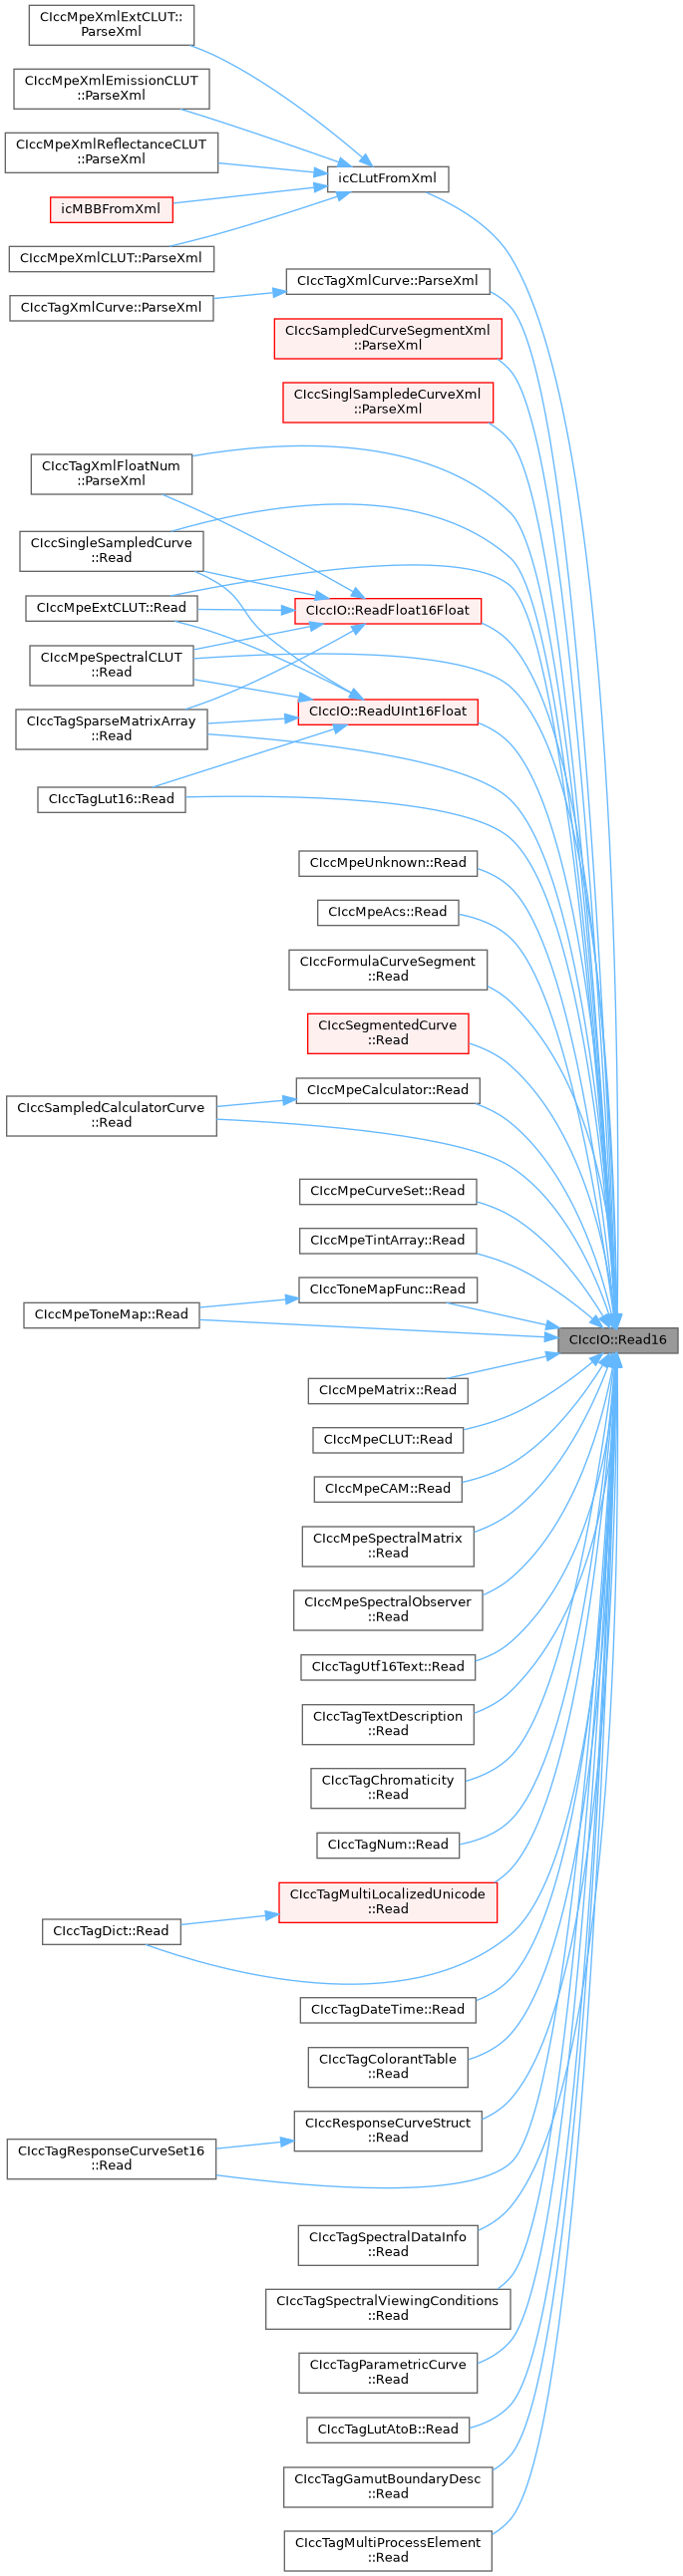 CIccMpeXmlExtCLUT::
ParseXml
CIccMpeXmlEmissionCLUT
::ParseXml
CIccMpeXmlReflectanceCLUT
::ParseXml
icCLutFromXml
icMBBFromXml
CIccMpeXmlCLUT::ParseXml
CIccTagXmlCurve::ParseXml
CIccTagXmlCurve::ParseXml
CIccSampledCurveSegmentXml
::ParseXml
CIccSinglSampledeCurveXml
::ParseXml
CIccTagXmlFloatNum
::ParseXml
CIccSingleSampledCurve
::Read
CIccMpeExtCLUT::Read
CIccIO::ReadFloat16Float
CIccMpeSpectralCLUT
::Read
CIccIO::ReadUInt16Float
CIccTagSparseMatrixArray
::Read
CIccTagLut16::Read
CIccMpeUnknown::Read
CIccMpeAcs::Read
CIccFormulaCurveSegment
::Read
CIccSegmentedCurve
::Read
CIccMpeCalculator::Read
CIccSampledCalculatorCurve
::Read
CIccMpeCurveSet::Read
CIccMpeTintArray::Read
CIccToneMapFunc::Read
CIccMpeToneMap::Read
CIccIO::Read16
CIccMpeMatrix::Read
CIccMpeCLUT::Read
CIccMpeCAM::Read
CIccMpeSpectralMatrix
::Read
CIccMpeSpectralObserver
::Read
CIccTagUtf16Text::Read
CIccTagTextDescription
::Read
CIccTagChromaticity
::Read
CIccTagNum::Read
CIccTagMultiLocalizedUnicode
::Read
CIccTagDict::Read
CIccTagDateTime::Read
CIccTagColorantTable
::Read
CIccResponseCurveStruct
::Read
CIccTagResponseCurveSet16
::Read
CIccTagSpectralDataInfo
::Read
CIccTagSpectralViewingConditions
::Read
CIccTagParametricCurve
::Read
CIccTagLutAtoB::Read
CIccTagGamutBoundaryDesc
::Read
CIccTagMultiProcessElement
::Read